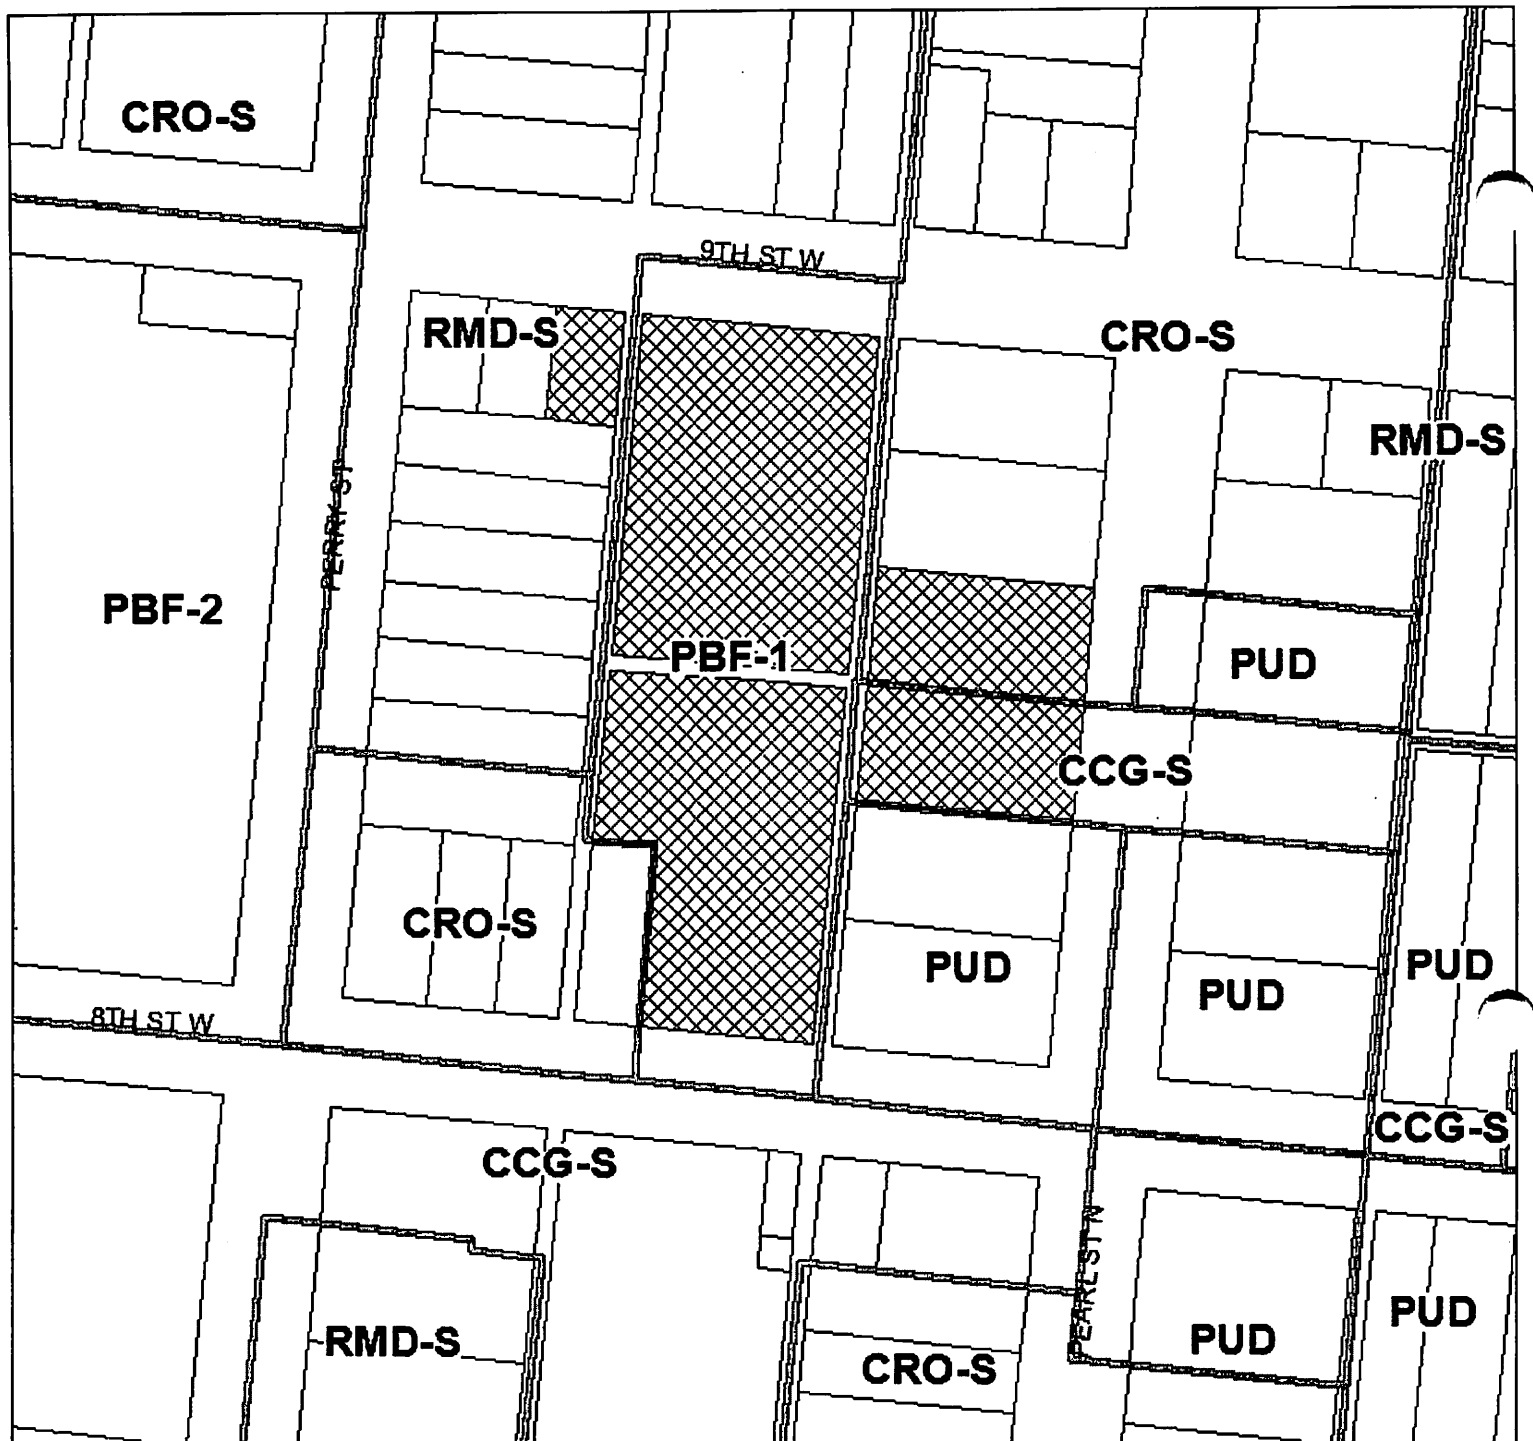 CRO-S
9TH ST W
RMD-S
CRO-S
RMD-S
PERRY ST
PBF-2
PBF-1
PUD
CCG-S
CRO-S
PUD
PUD
PUD
8TH ST W
CCG-S
CCG-S
PEARL ST N
RMD-S
CRO-S
PUD
PUD